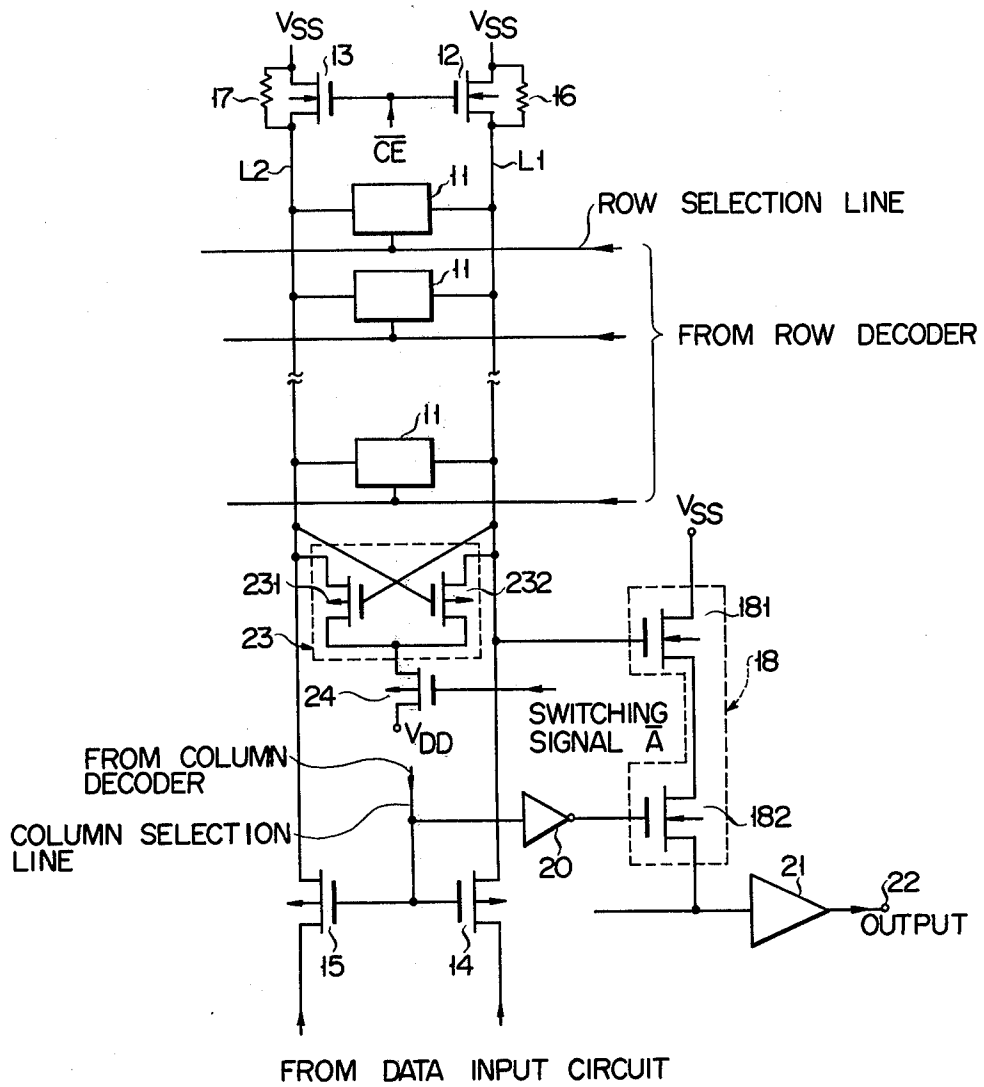 VSS
VSS
13
12
17
16
CE
L2
L1
11
ROW SELECTION LINE
11
FROM ROW DECODER
11
VSS
231
232
181
23
18
24
SWITCHING
SIGNAL A
VDD
FROM COLUMN
DECODER
COLUMN SELECTION
LINE
182
20
21
22
OUTPUT
15
14
FROM DATA INPUT CIRCUIT